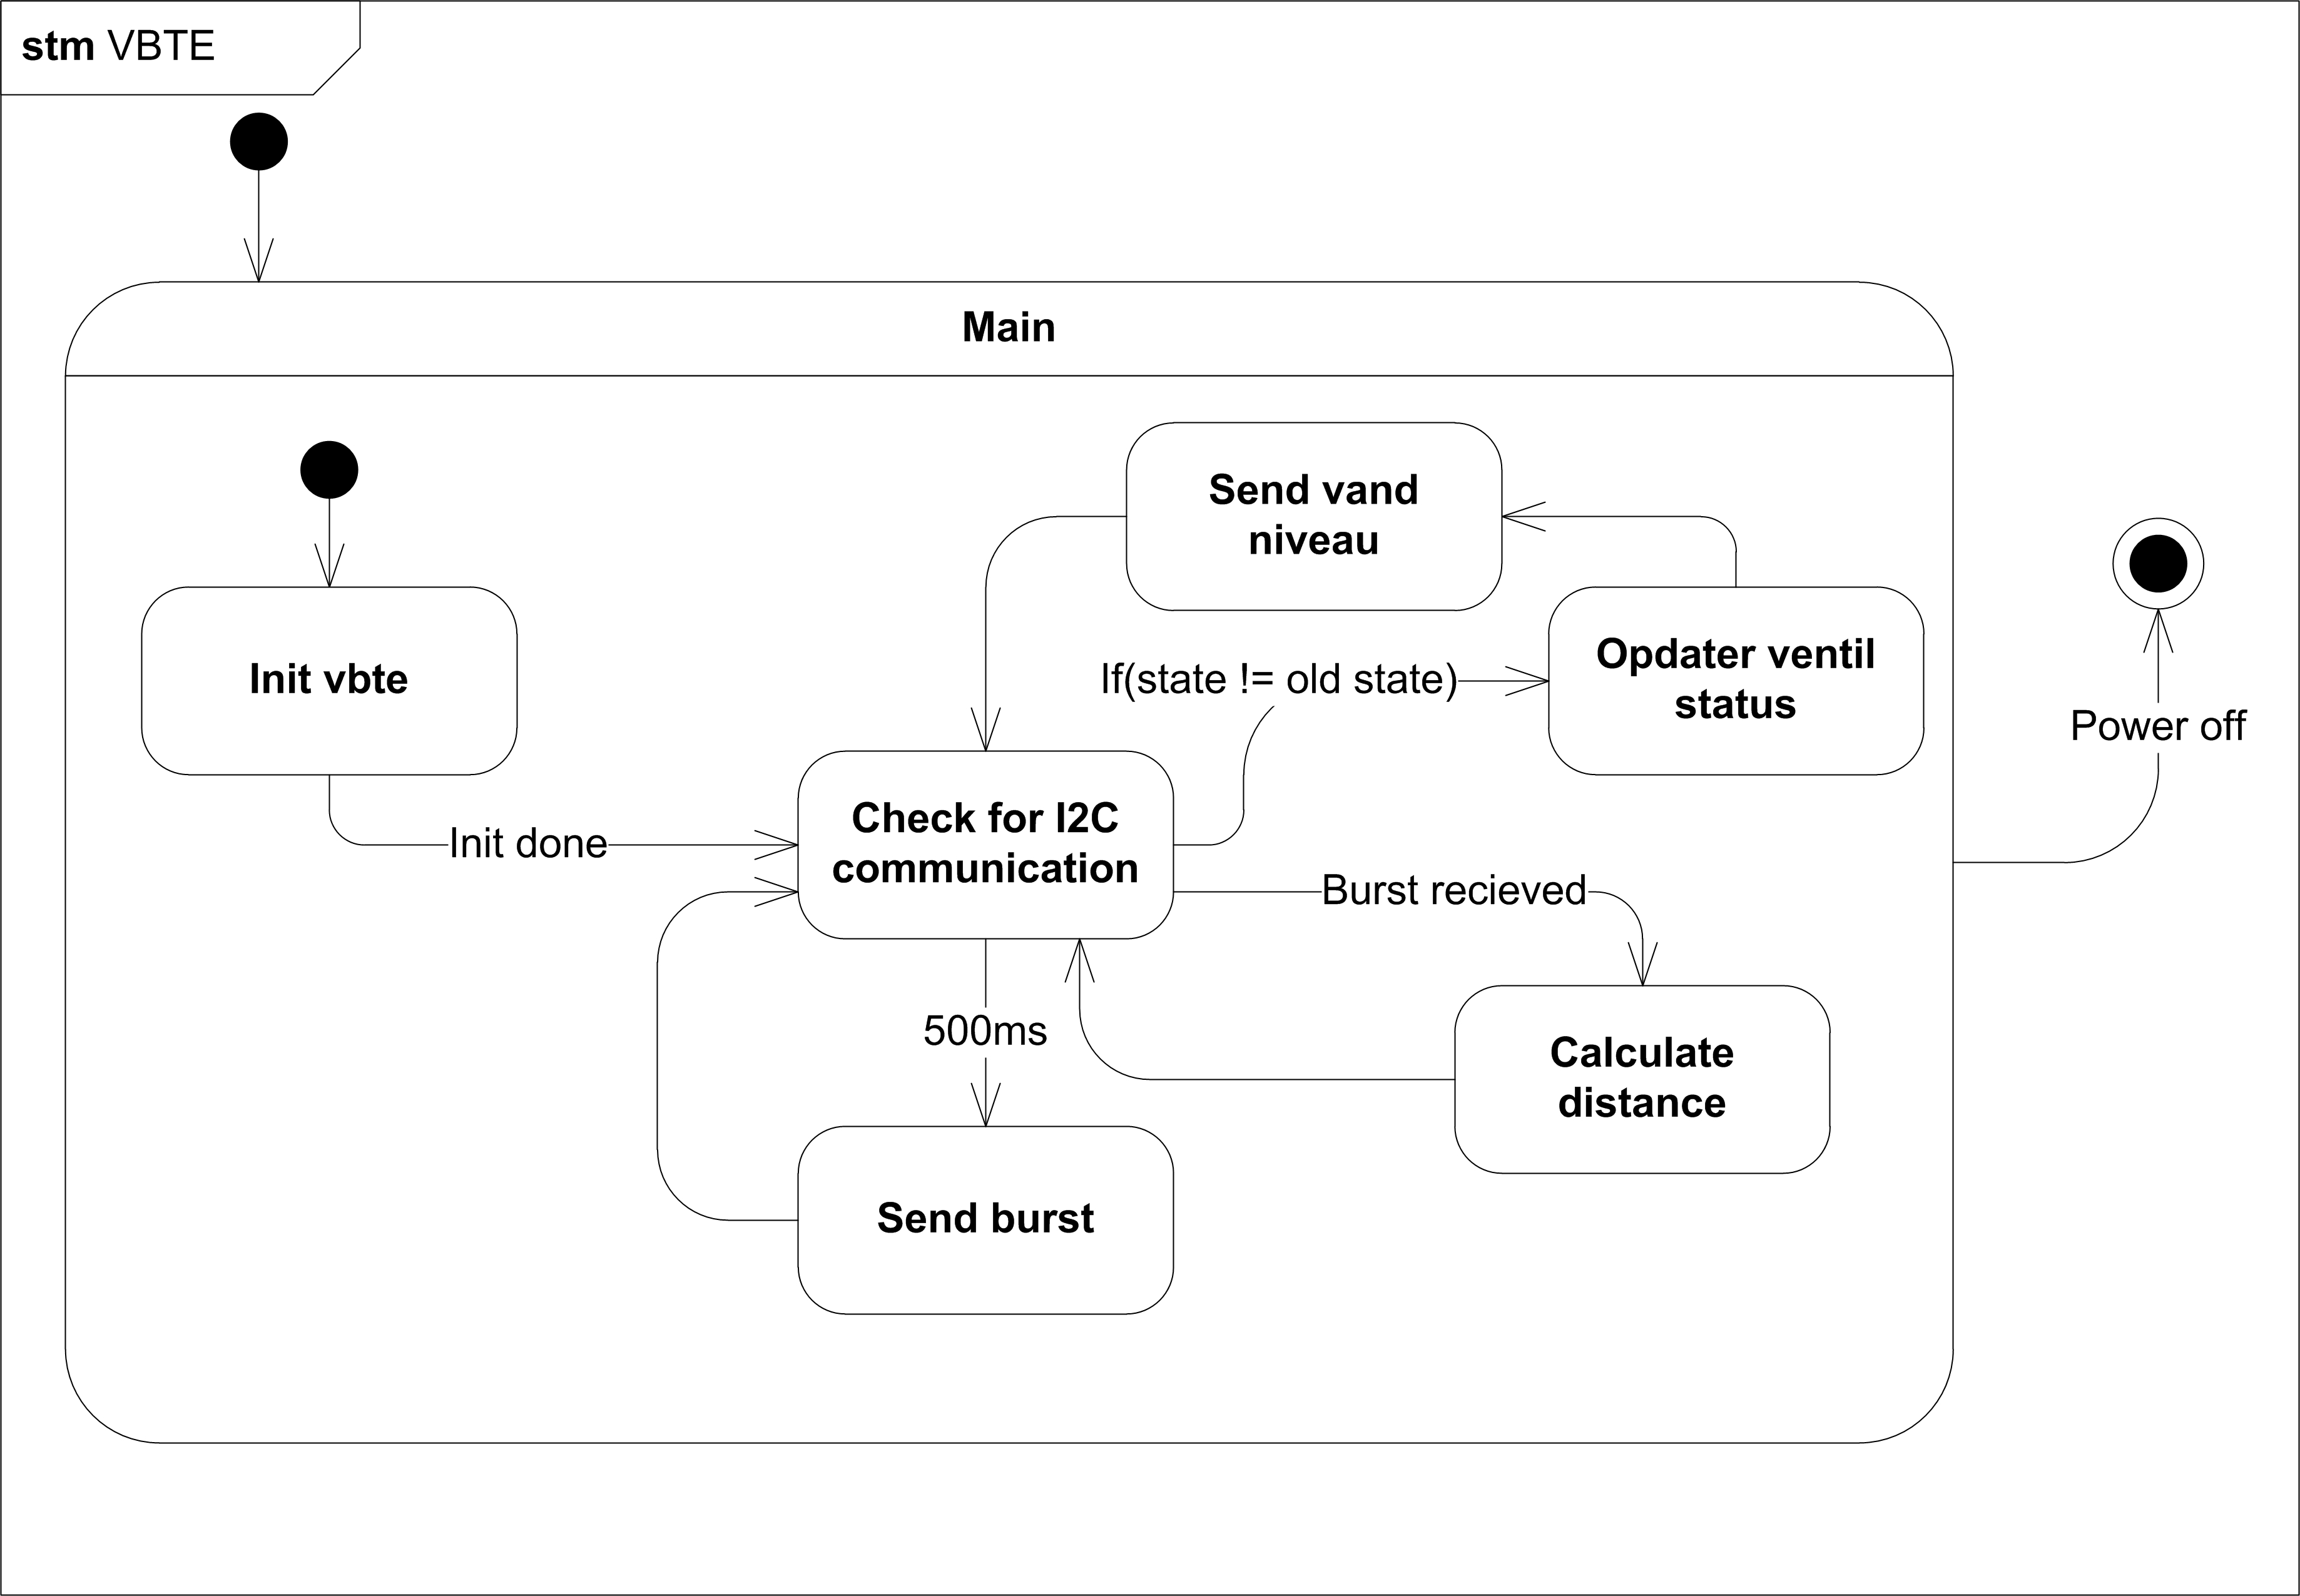 stm VBTE
Main
Send vand
niveau
Init vbte
If(state != old state)
Opdater ventil
status
Power off
Init done
Check for I2C
communication
Burst recieved
500ms
Calculate
distance
Send burst